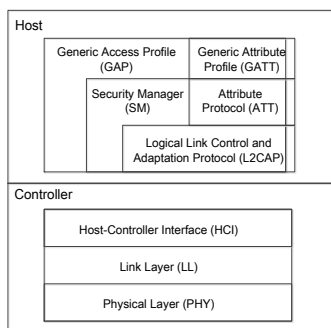 Host
Generic Access Profile
(GAP)
Generic Attribute
Profile (GATT)
Security Manager
(SM)
Attribute
Protocol (ATT)
Logical Link Control and
Adaptation Protocol (L2CAP)
Controller
Host-Controller Interface (HCI)
Link Layer (LL)
Physical Layer (PHY)